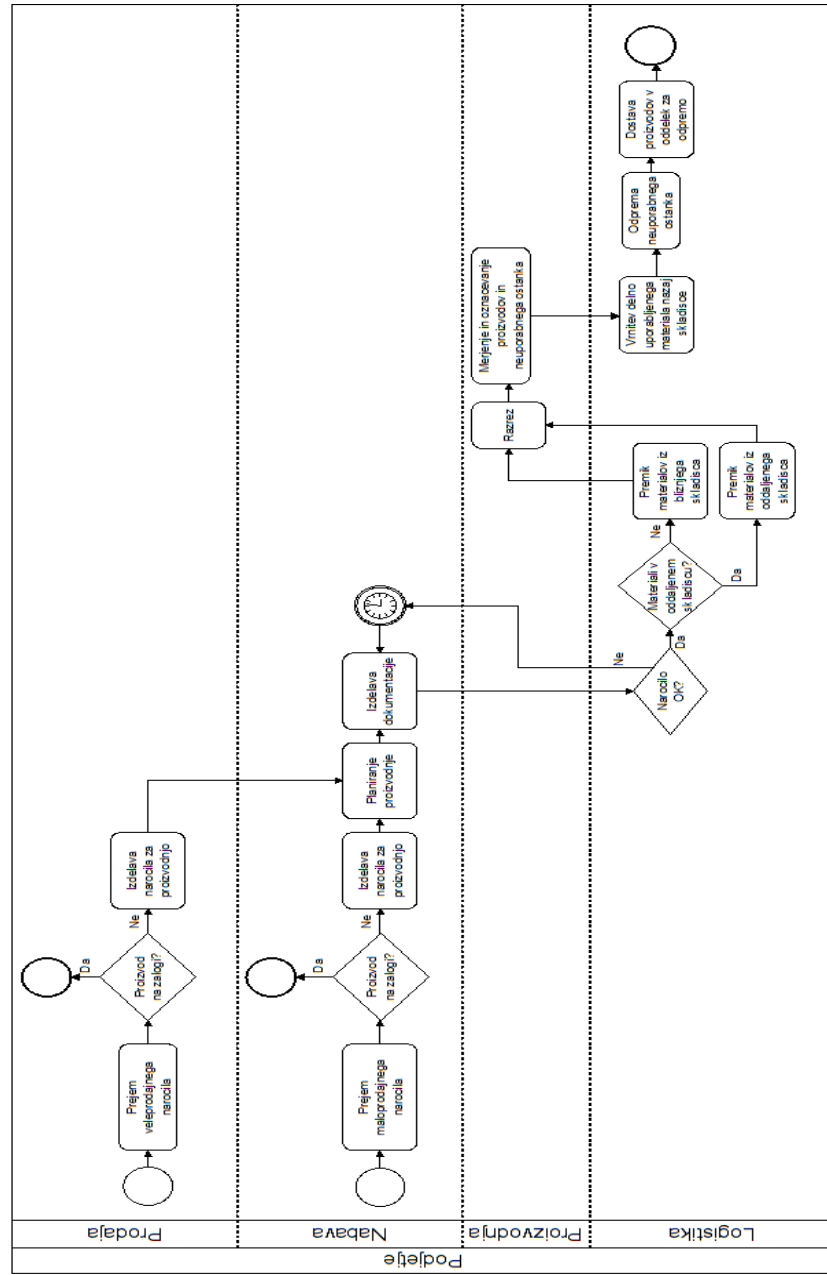 Podjetje
Prodaja
Nabava
Proizvodnja
Logistika
Prejem
veleprodajnega
narocila
Proizvod
na zalogi?
Da
Ne
Izdelava
narocila za
proizvodnjo
Prejem
maloprodajnega
narocila
Proizvod
na zalogi?
Da
Ne
Izdelava
narocila za
proizvodnjo
Planiranje
proizvodnje
Izdelava
dokumentacije
Narocilo
OK?
Ne
Da
Materiali v
oddaljenem
skladiscu?
Ne
Da
Premik
materialov iz
bliznjega
skladisca
Premik
materialov iz
oddaljenega
skladisca
Razrez
Merjenje in oznacevanje
proizvodov in
neuporabnega ostanka
Vrnitev delno
uporabljenega
materiala nazaj
skladisce
Odprema
neuporabnega
ostanka
Dostava
proizvodov v
oddelek za
odpremo